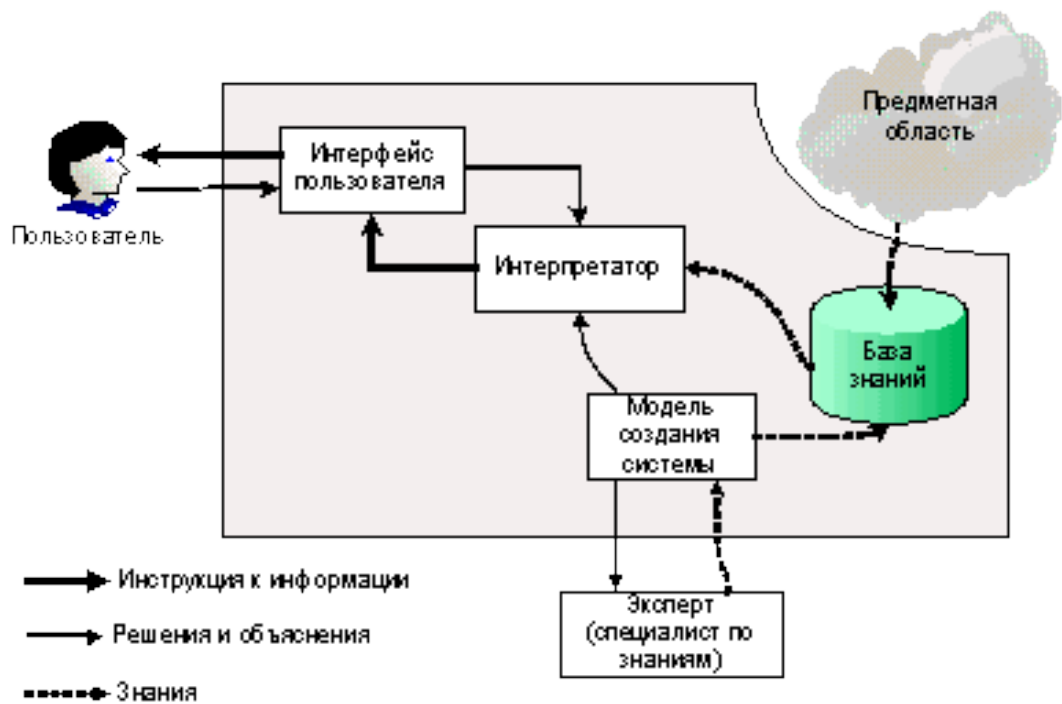 Предметная
область
Интерфейс
пользователя
Пользователь
Интерпретатор
База
знаний
Модель
создания
системы
Инструкция к информации
Эксперт
(специалист по
знаниям)
Решения и объяснения
Знания